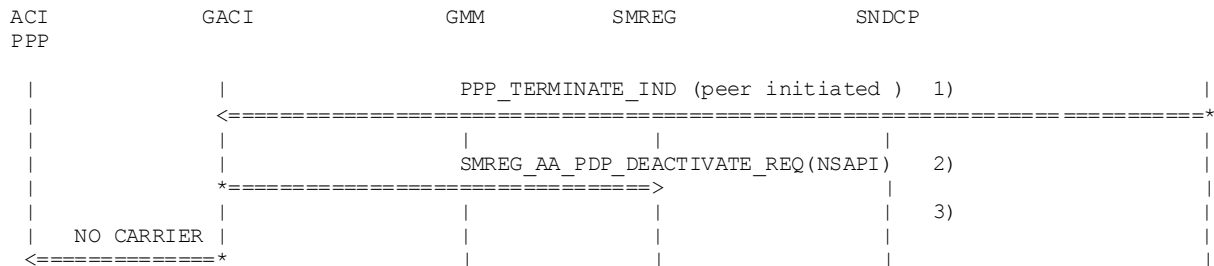 ACI GACI GMM SMREG SNDCP
PPP
PPP_TERMINATE_IND (peer initiated ) 1)
SMREG_AA_PDP_DEACTIVATE_REQ(NSAPI) 2)
3)
NO CARRIER